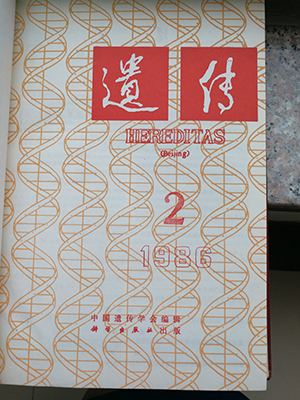 遗传
HEREDITAS
(Beijing)
2
1986
中国遗传学会编辑
科学出版社 出版